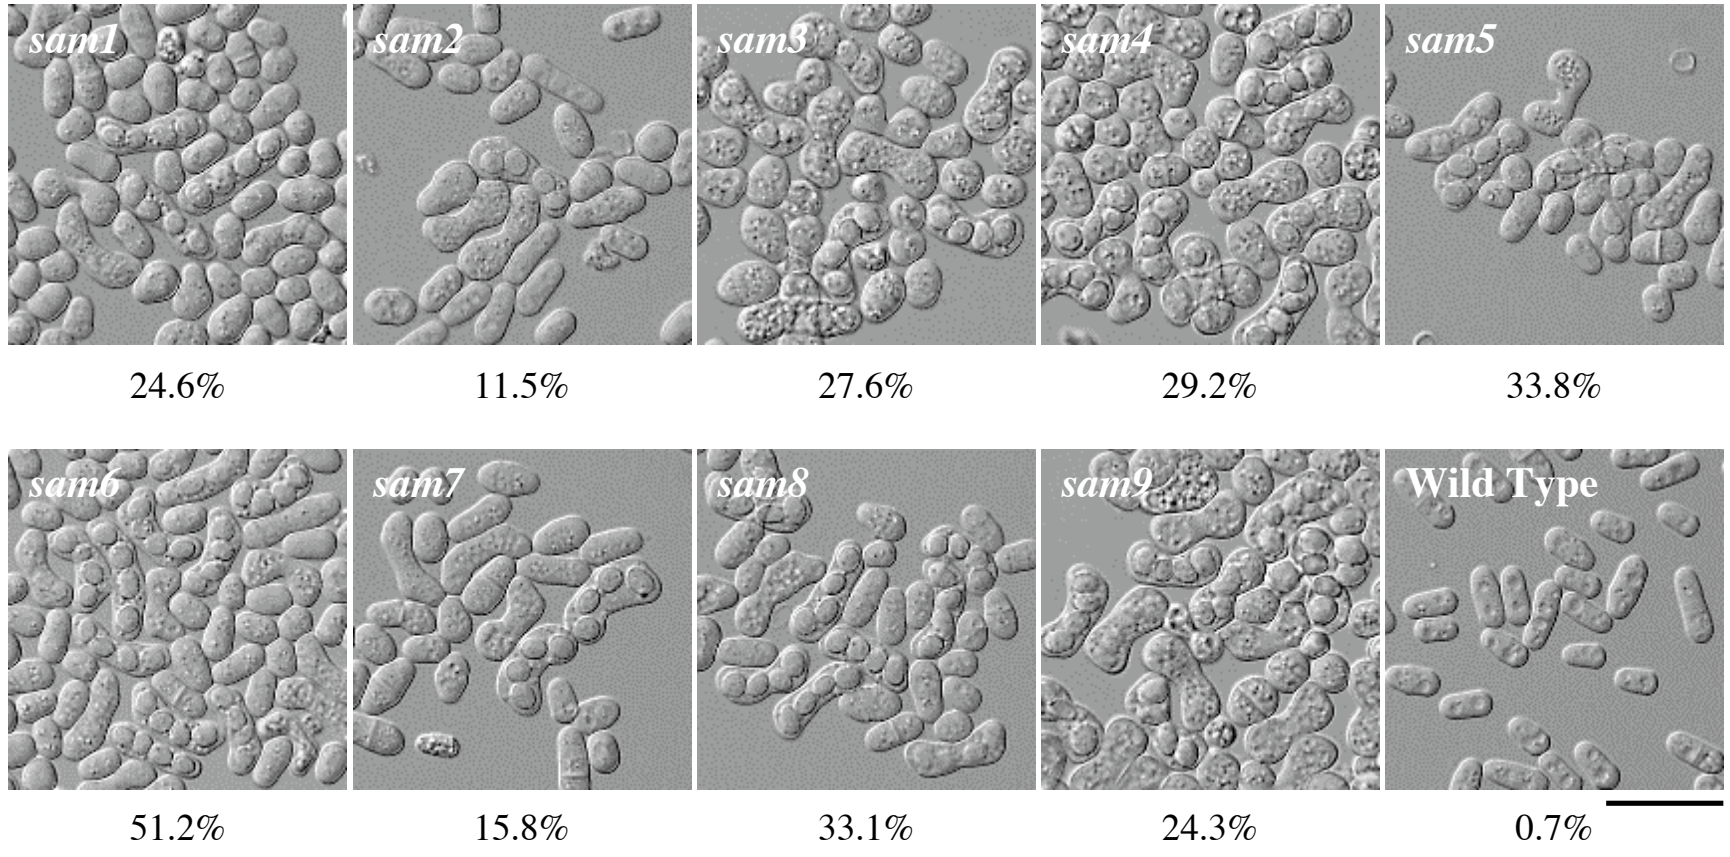 sam1 sam2 sam3 sam4 sam5
24.6% 11.5% 27.6% 29.2% 33.8%
sam6 sam7 sam8 sam9 Wild Type
51.2% 15.8% 33.1% 24.3% 0.7%